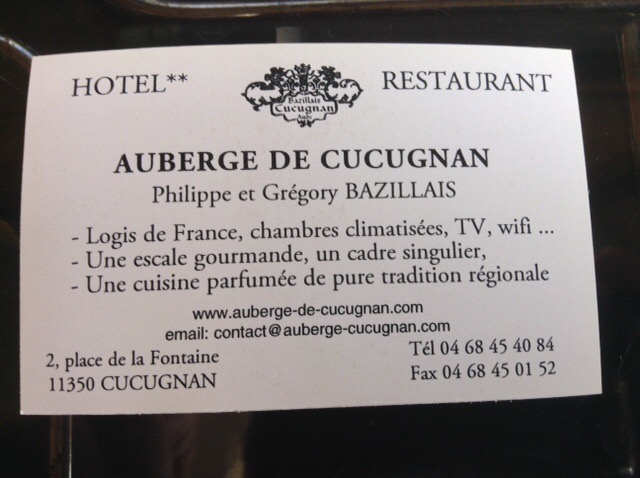 HOTEL** RESTAURANT
Bazillais
Cucugnan
Aude
AUBERGE DE CUCUGNAN
Philippe et Grégory BAZILLAIS
- Logis de France, chambres climatisées, TV, wifi ...
- Une escale gourmande, un cadre singulier,
- Une cuisine parfumée de pure tradition régionale
www.auberge-de-cucugnan.com
email: contact@auberge-cucugnan.com
2, place de la Fontaine
11350 CUCUGNAN
Tél 04 68 45 40 84
Fax 04 68 45 01 52